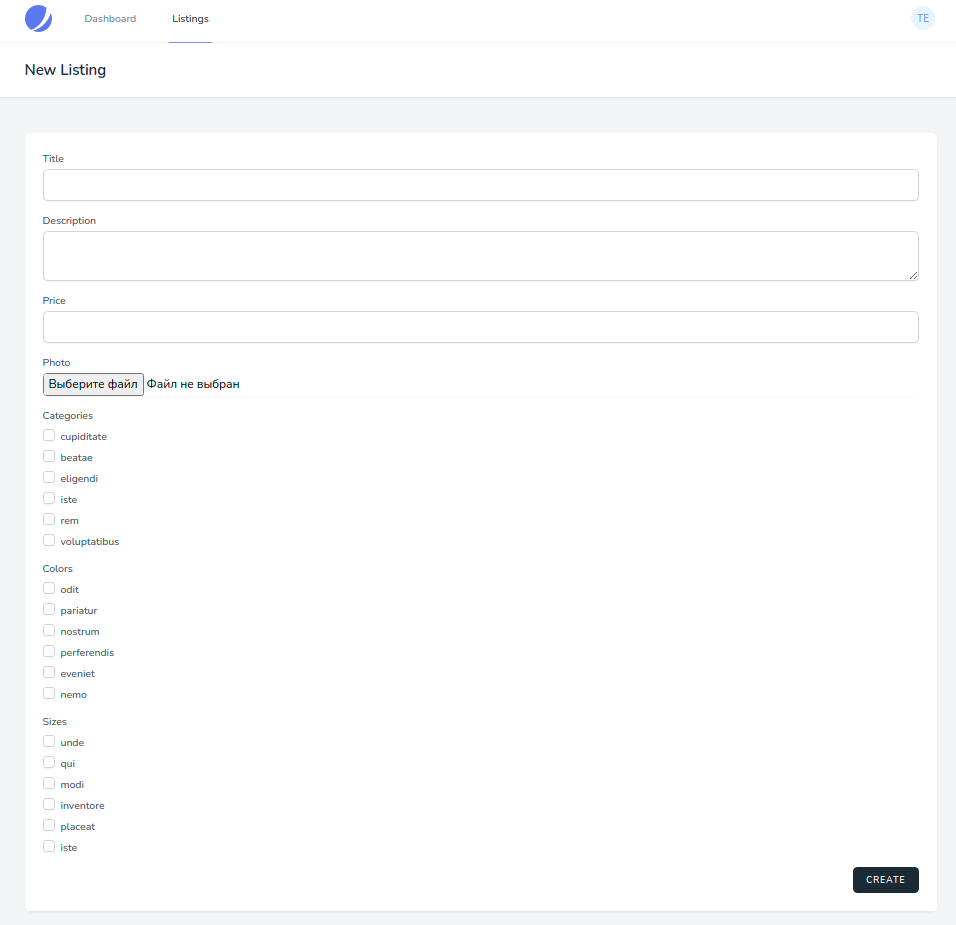 Dashboard Listings TE
New Listing
Title
Description
Price
Photo
Выберите файл Файл не выбран
Categories
cupiditate
beatae
eligendi
iste
rem
voluptatibus
Colors
odit
pariatur
nostrum
perferendis
eveniet
nemo
Sizes
unde
qui
modi
inventore
placeat
iste
CREATE